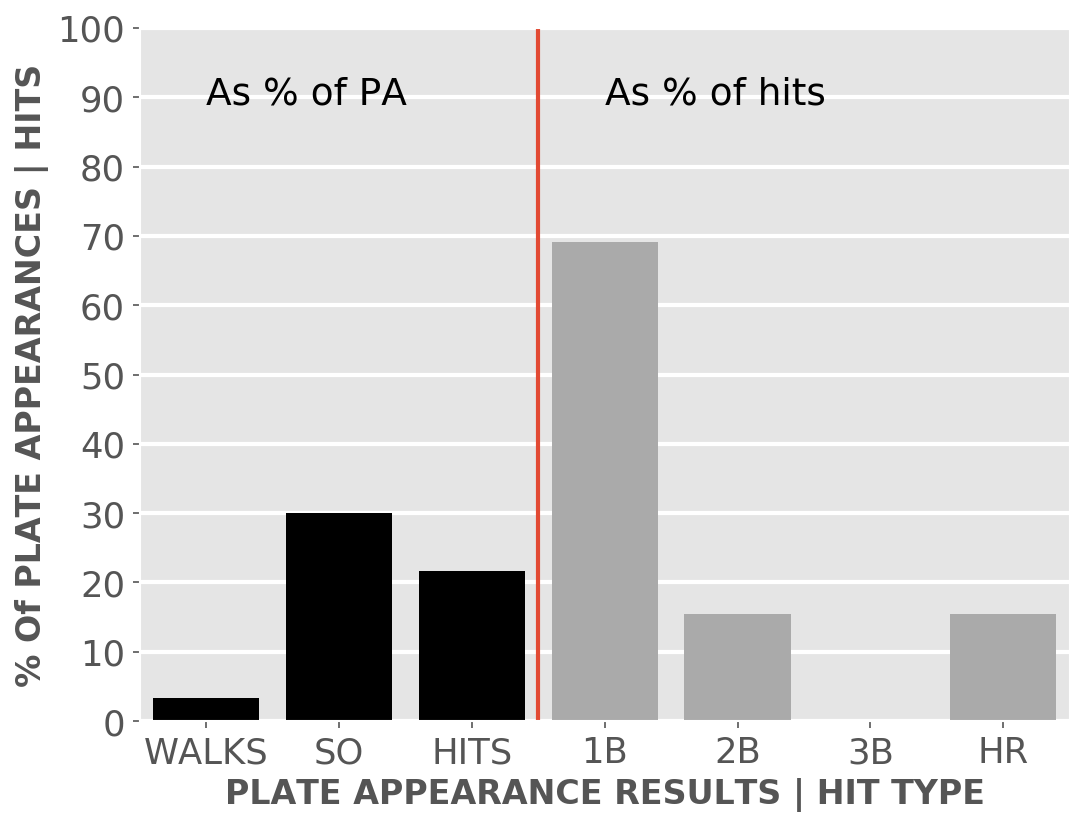 % Of PLATE APPEARANCES | HITS
100
90
80
70
60
50
40
30
20
10
0
As % of PA
As % of hits
WALKS SO HITS 1B 2B 3B HR
PLATE APPEARANCE RESULTS | HIT TYPE